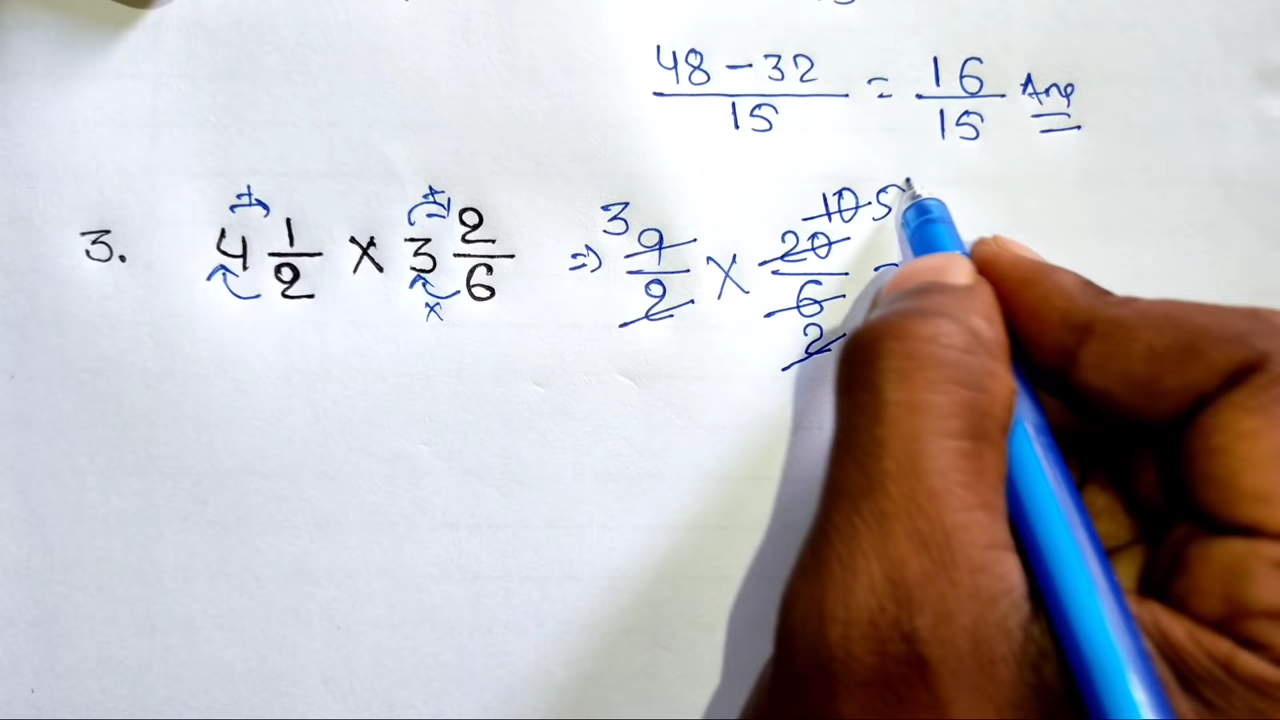 48 - 32 / 15 = 16 / 15 Ans
3. 4 1/2 × 3 2/6 ⇒ 3 9/2 × 10 5 20/6 2 =